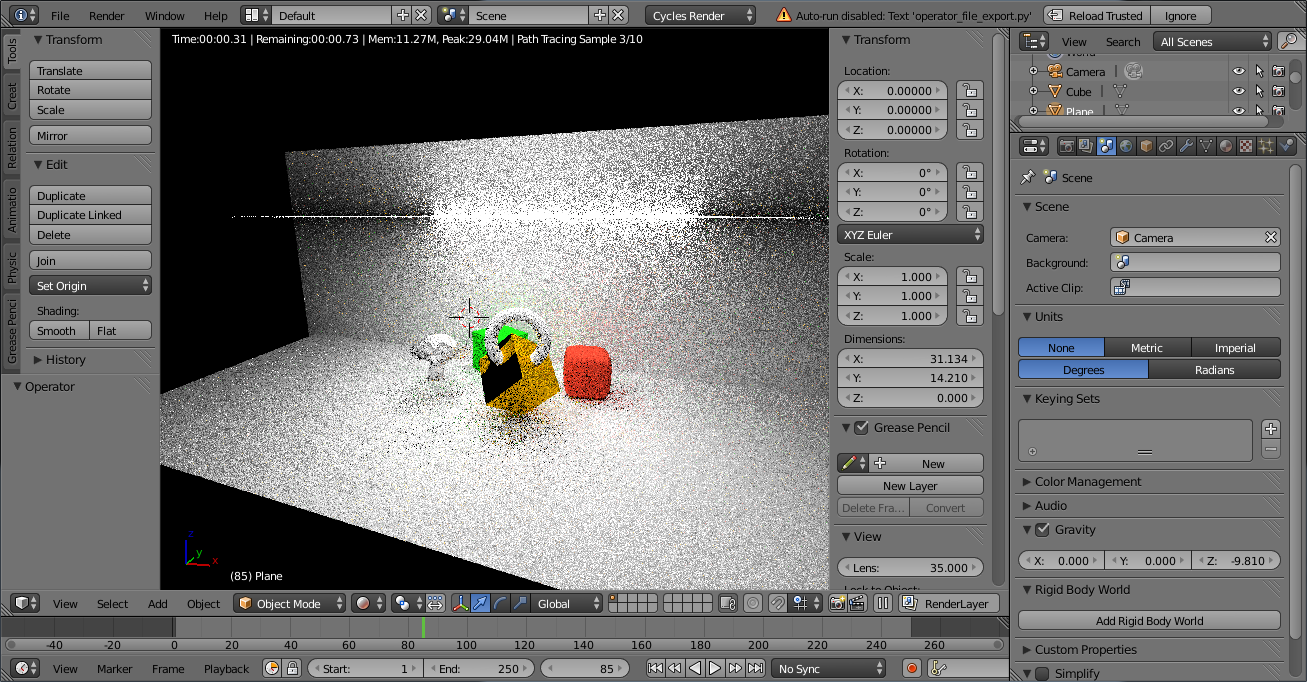 File Render Window Help Default Scene Cycles Render Auto-run disabled: Text 'operator_file_export.py' Reload Trusted Ignore
Tools
Creat
Relation
Animatio
Physic
Grease Penci
Transform
Translate
Rotate
Scale
Mirror
Edit
Duplicate
Duplicate Linked
Delete
Join
Set Origin
Shading:
Smooth Flat
History
Operator
Time:00:00.31 | Remaining:00:00.73 | Mem:11.27M, Peak:29.04M | Path Tracing Sample 3/10
z
y
x
(85) Plane
Transform
Location:
X: 0.00000
Y: 0.00000
Z: 0.00000
Rotation:
X: 0°
Y: 0°
Z: 0°
XYZ Euler
Scale:
X: 1.000
Y: 1.000
Z: 1.000
Dimensions:
X: 31.134
Y: 14.210
Z: 0.000
Grease Pencil
New
New Layer
Delete Fra... Convert
View
Lens: 35.000
Lock to Object:
View Search All Scenes
World
Camera
Cube
Plane
Scene
Scene
Camera: Camera
Background:
Active Clip:
Units
None Metric Imperial
Degrees Radians
Keying Sets
Color Management
Audio
Gravity
X: 0.000 Y: 0.000 Z: -9.810
Rigid Body World
Add Rigid Body World
Custom Properties
Simplify
View Select Add Object Object Mode Global RenderLayer
-40 -20 0 20 40 60 80 100 120 140 160 180 200 220 240 260
View Marker Frame Playback Start: 1 End: 250 85 No Sync